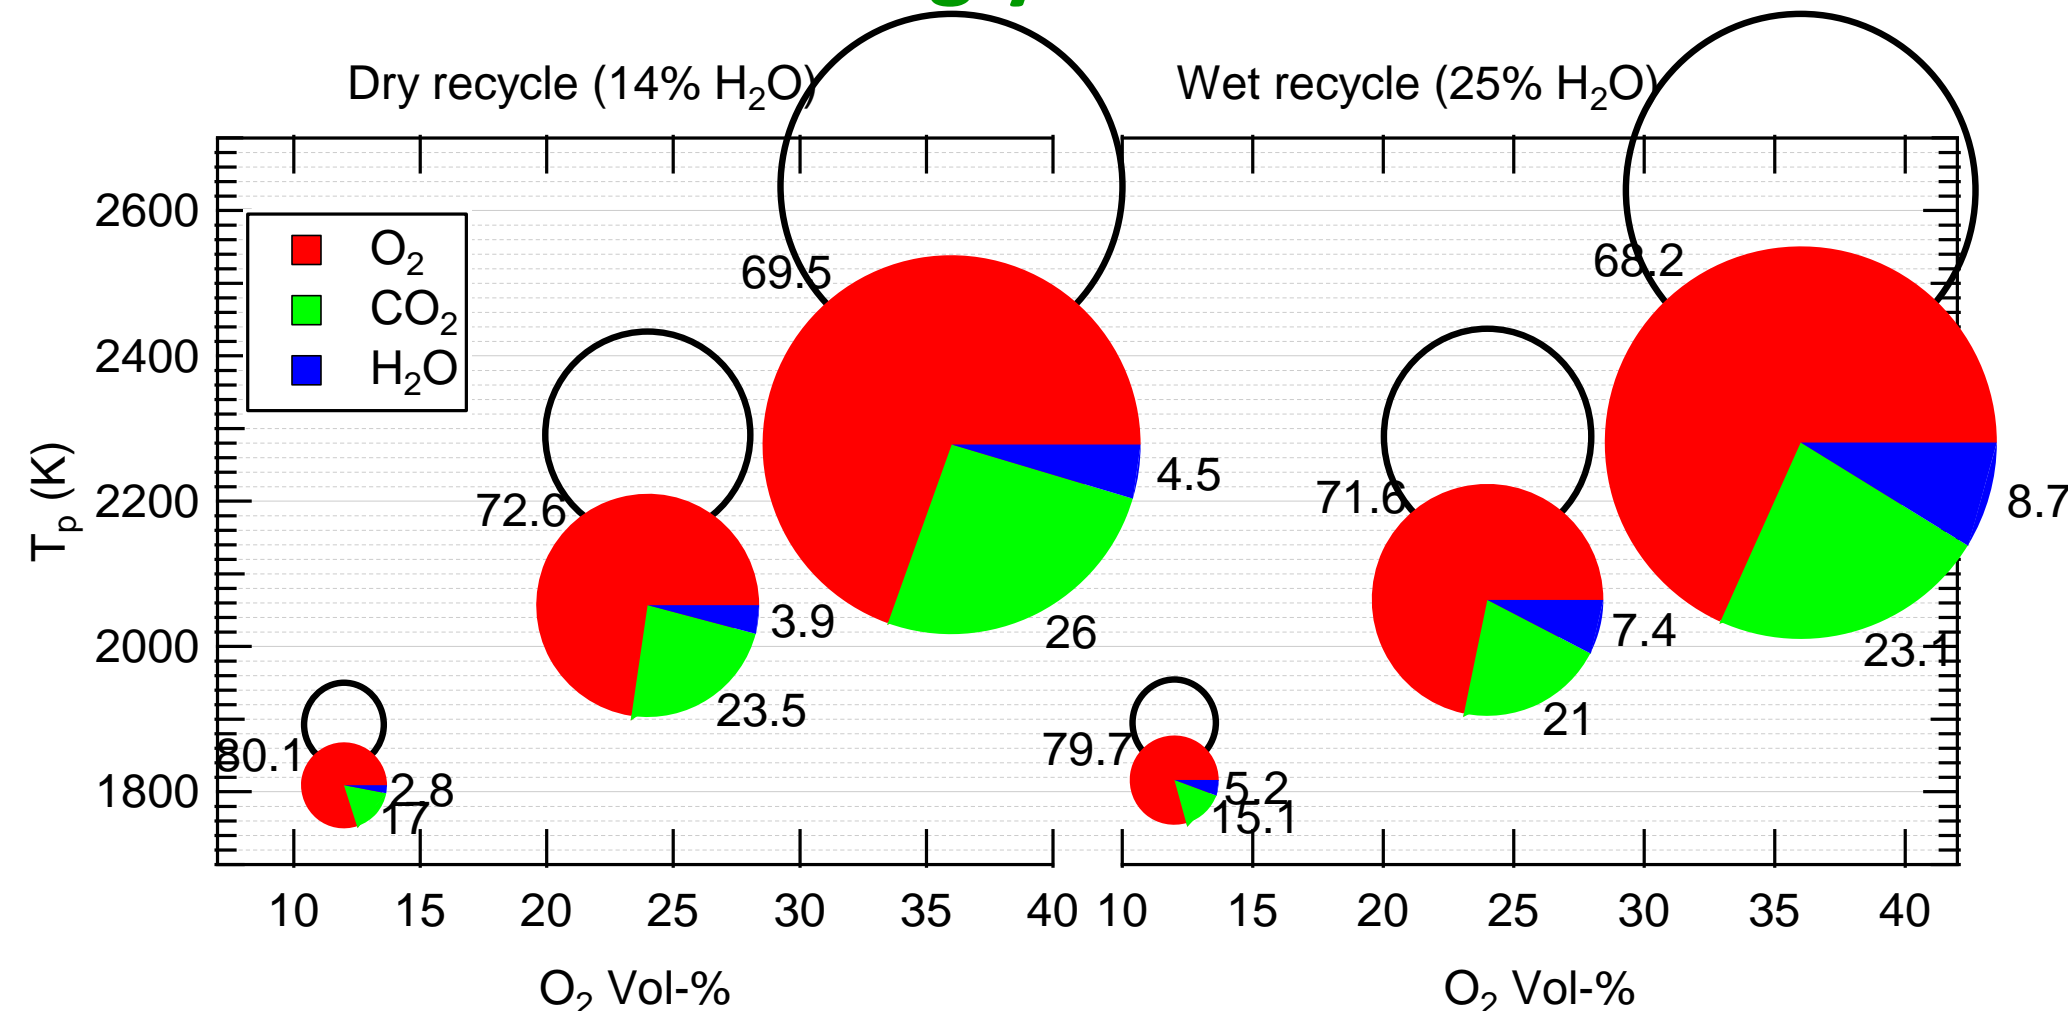 Dry recycle (14% H₂O)
Wet recycle (25% H₂O)
O₂
CO₂
H₂O
Tₚ (K)
2600
2400
2200
2000
1800
69.5
4.5
26
72.6
3.9
23.5
80.1
2.8
17
68.2
8.7
23.1
71.6
7.4
21
79.7
5.2
15.1
10 15 20 25 30 35 40
10 15 20 25 30 35 40
O₂ Vol-%
O₂ Vol-%